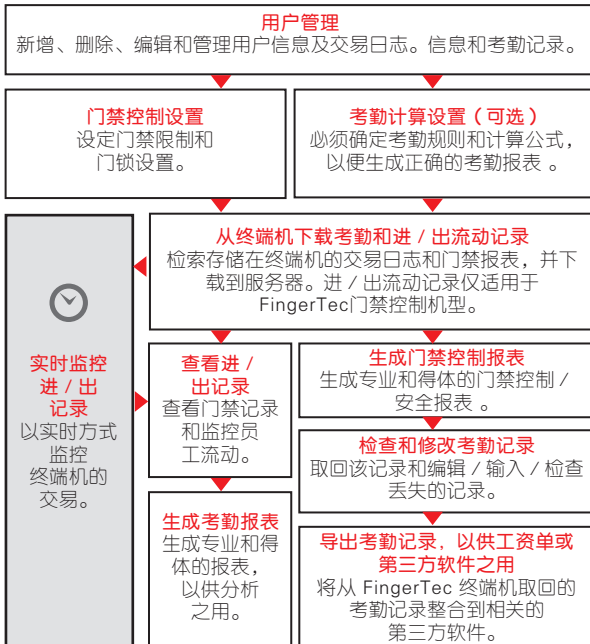 用户管理
新增、删除、编辑和管理用户信息及交易日志。信息和考勤记录。
门禁控制设置
设定门禁限制和
门锁设置。
考勤计算设置（可选）
必须确定考勤规则和计算公式，
以便生成正确的考勤报表 。
从终端机下载考勤和进 / 出流动记录
检索存储在终端机的交易日志和门禁报表，并下
载到服务器。进 / 出流动记录仅适用于
FingerTec门禁控制机型。
实时监控
进 / 出
记录
以实时方式
监控
终端机的
交易。
查看进 /
出记录
查看门禁记录
和监控员
工流动。
生成门禁控制报表
生成专业和得体的门禁控制 /
安全报表 。
检查和修改考勤记录
取回该记录和编辑 / 输入 / 检查
丢失的记录。
生成考勤报表
生成专业和得
体的报表，
以供分析
之用。
导出考勤记录，以供工资单或
第三方软件之用
将从 FingerTec 终端机取回的
考勤记录整合到相关的
第三方软件。